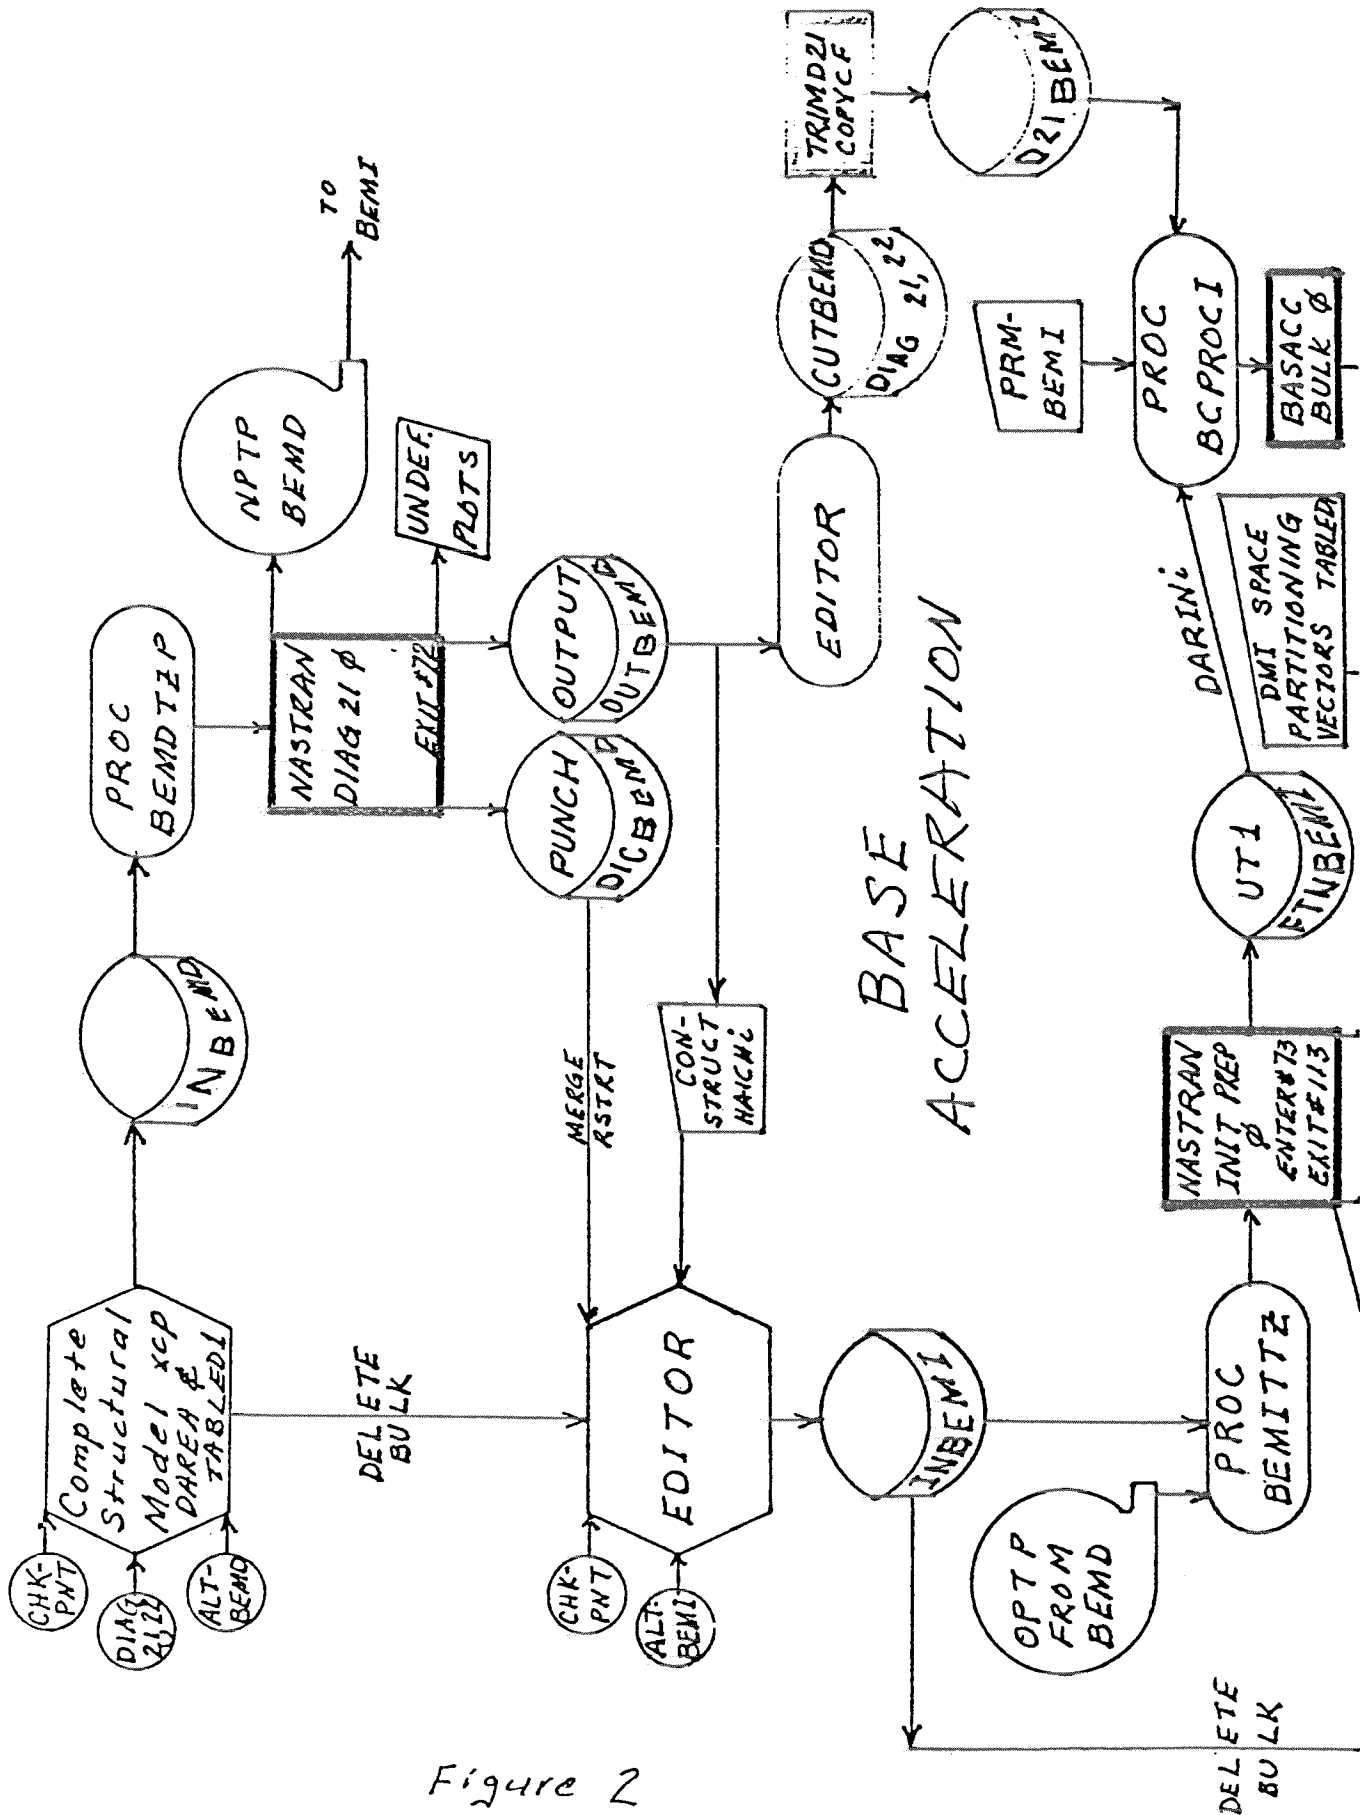 CHK-
PNT
DIAG
21,22
ALT-
BEMD
Complete
Structural
Model XCP
DAREA &
TABLED1
INBEMD
PROC
BEMDTZP
NASTRAN
DIAG 21 Ø
EXIT #72
NPTP
BEMD
TO
BEMI
UNDEF.
PLOTS
PUNCH
DICBEMD
OUTPUT
OUTBEMD
DELETE
BULK
MERGE
RSTRT
CON-
STRUCT
HAICHi
CHK-
PNT
ALT-
BEMI
EDITOR
EDITOR
CUTBEMD
DIAG 21, 22
TRIMD21
COPYCF
D21BEMI
BASE
ACCELERATION
INBEMI
OPTP
FROM
BEMD
PROC
BEMITTZ
NASTRAN
INIT PREP
Ø
ENTER #73
EXIT #113
UT1
FTNBEMI
DARINi
DMI SPACE
PARTITIONING
VECTORS TABLED
PRM-
BEMI
PROC
BCPROCI
BASACC
BULK Ø
DELETE
BULK
Figure 2